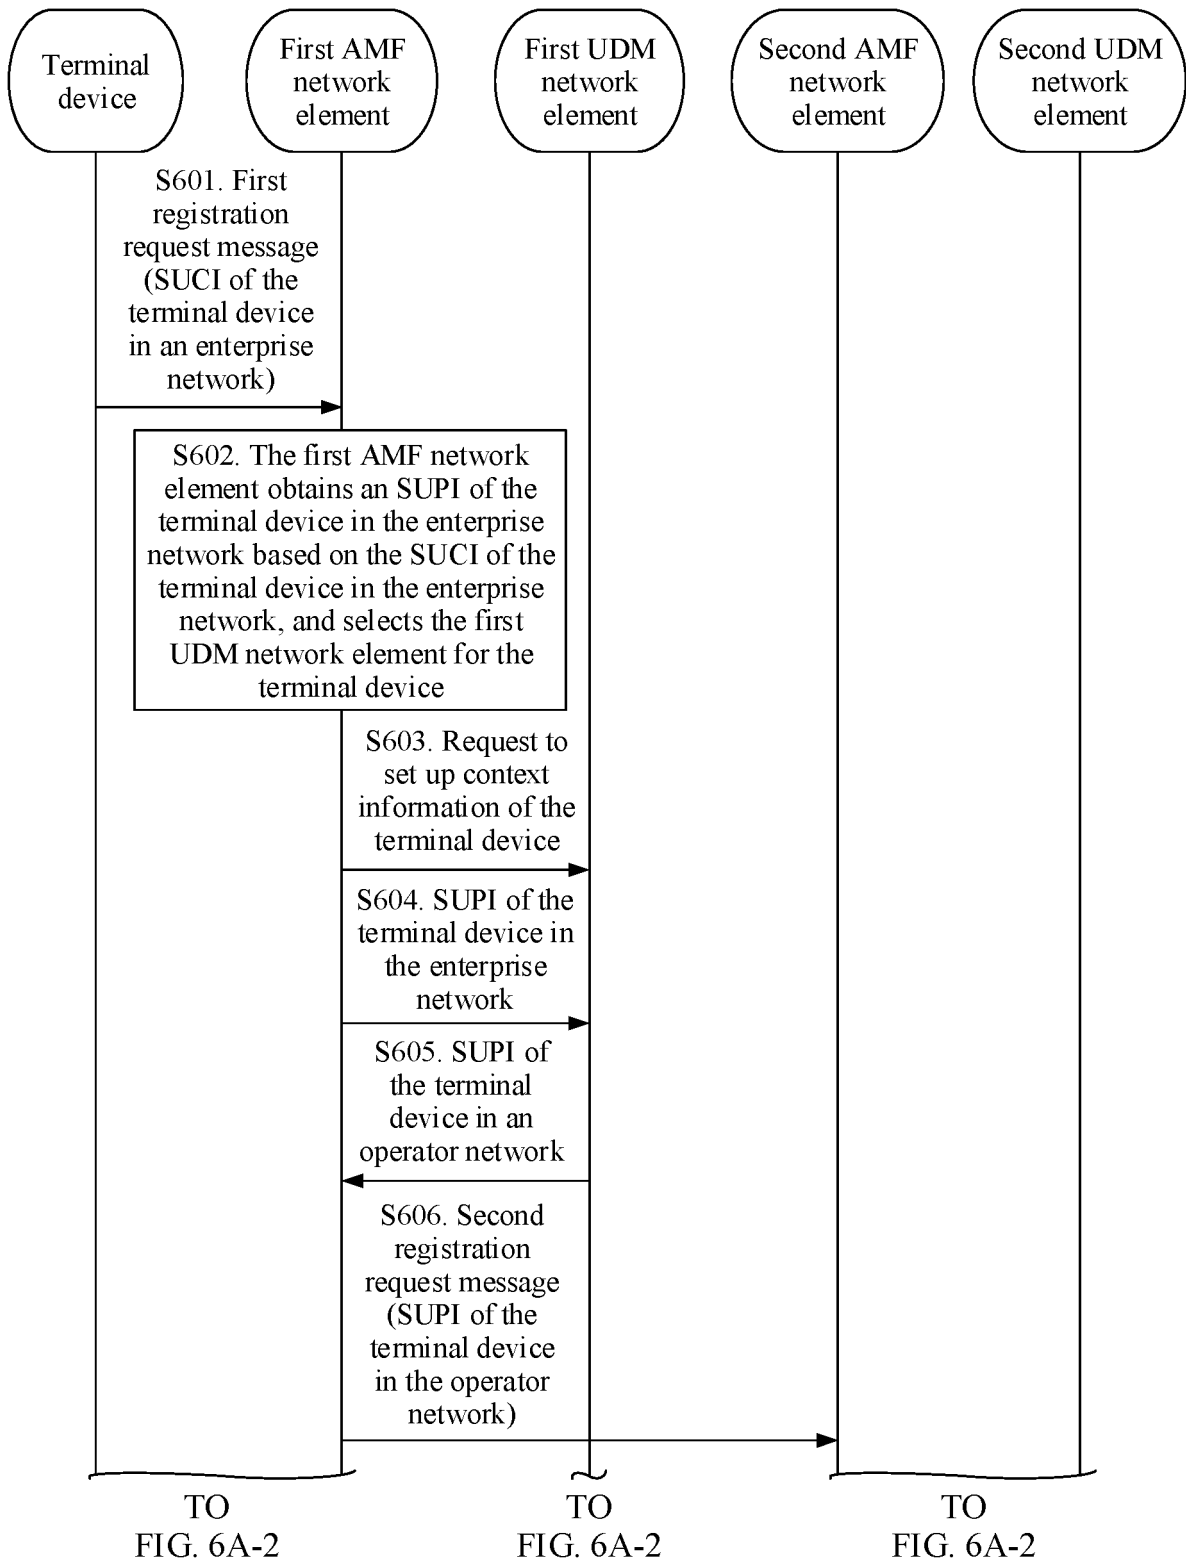 Terminal
device
First AMF
network
element
First UDM
network
element
Second AMF
network
element
Second UDM
network
element
S601. First
registration
request message
(SUCI of the
terminal device
in an enterprise
network)
S602. The first AMF network
element obtains an SUPI of the
terminal device in the enterprise
network based on the SUCI of the
terminal device in the enterprise
network, and selects the first
UDM network element for the
terminal device
S603. Request to
set up context
information of the
terminal device
S604. SUPI of the
terminal device in
the enterprise
network
S605. SUPI of
the terminal
device in an
operator network
S606. Second
registration
request message
(SUPI of the
terminal device
in the operator
network)
TO
FIG. 6A-2
TO
FIG. 6A-2
TO
FIG. 6A-2